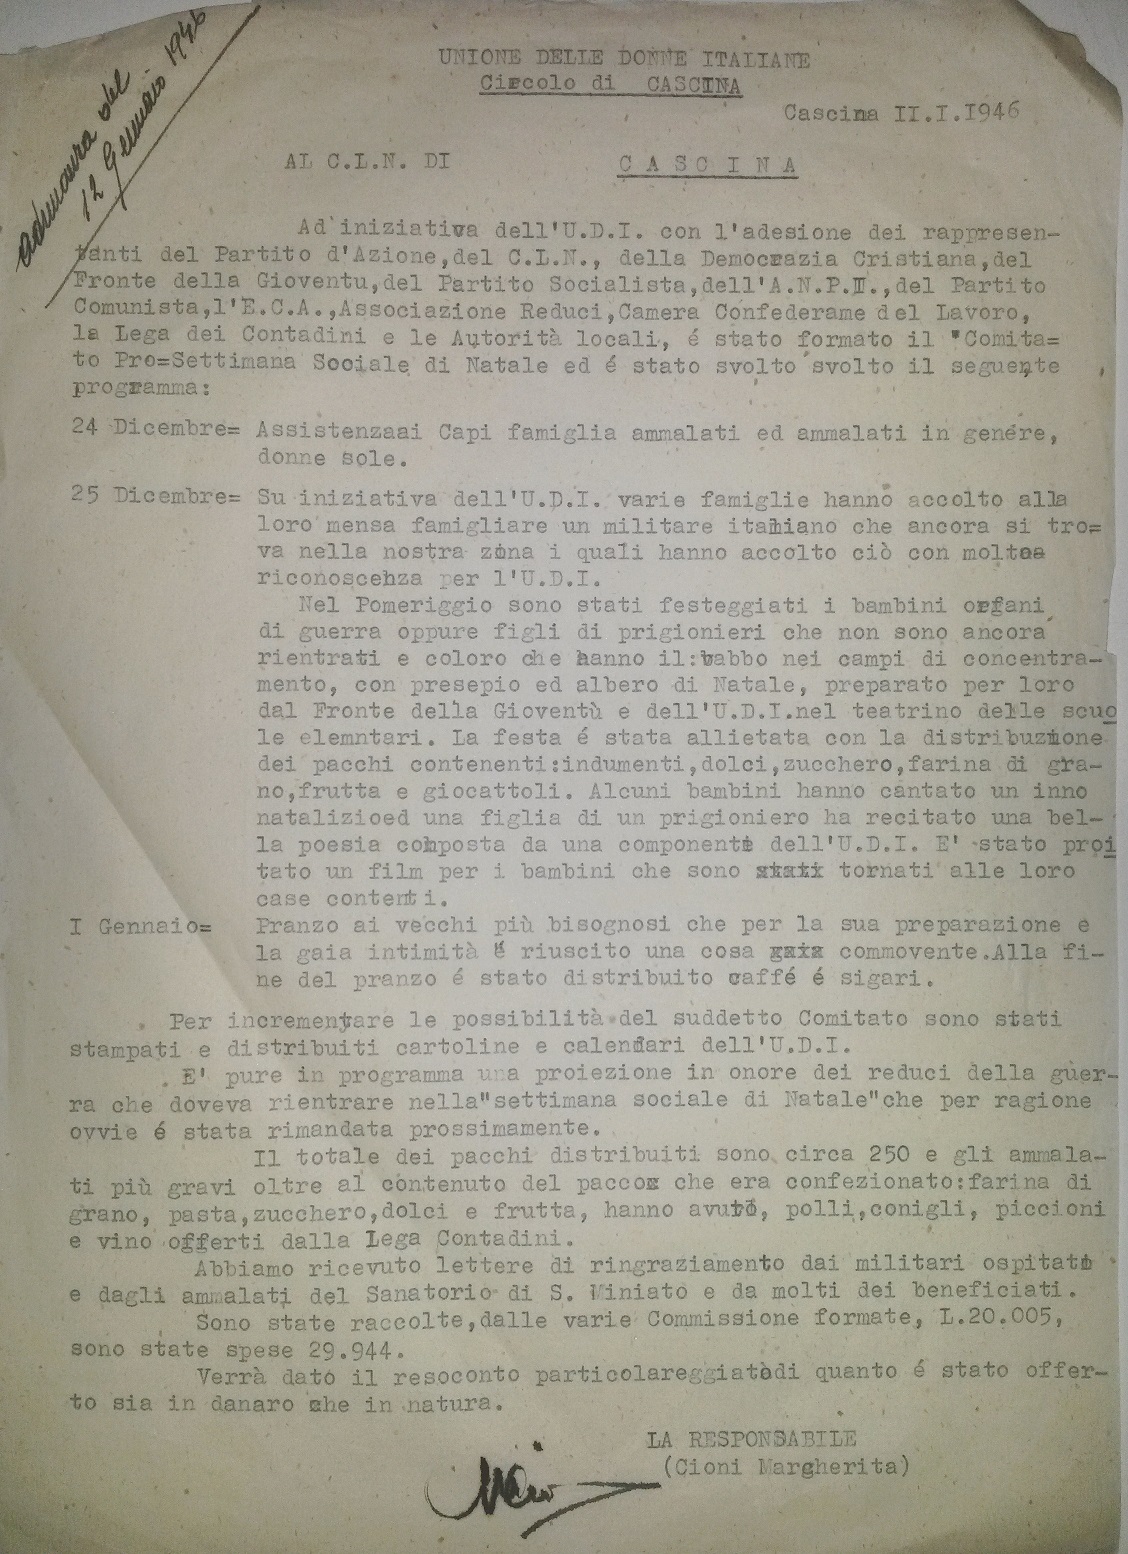 adunanza del
12 Gennaio 1946
UNIONE DELLE DONNE ITALIANE
Circolo di CASCINA
Cascina II.I.I946
AL C.L.N. DI C A S C I N A
Ad'iniziativa dell'U.D.I. con l'adesione dei rappresen-
tanti del Partito d'Azione,del C.L.N., della Democrazia Cristiana,del
Fronte della Gioventu,del Partito Socialista,dell'A.N.P.I.,del Partito
Comunista,l'E.C.A.,Associazione Reduci,Camera Confederame del Lavoro,
la Lega dei Contadini e le Autorità locali, é stato formato il "Comita=
to Pro=Settimana Sociale di Natale ed é stato svolto svolto il seguente
programma:
24 Dicembre= Assistenzaai Capi famiglia ammalati ed ammalati in genére,
donne sole.
25 Dicembre= Su iniziativa dell'U.D.I. varie famiglie hanno accolto alla
loro mensa famigliare un militare italiano che ancora si tro=
va nella nostra zona i quali hanno accolto ciò con molta
riconoscenza per l'U.D.I.
Nel Pomeriggio sono stati festeggiati i bambini orfani
di guerra oppure figli di prigionieri che non sono ancora
rientrati e coloro che hanno il:babbo nei campi di concentra-
mento, con presepio ed albero di Natale, preparato per loro
dal Fronte della Gioventù e dell'U.D.I.nel teatrino delle scuo
le elemntari. La festa é stata allietata con la distribuzione
dei pacchi contenenti:indumenti,dolci,zucchero,farina di gra-
no,frutta e giocattoli. Alcuni bambini hanno cantato un inno
natalizioed una figlia di un prigioniero ha recitato una bel-
la poesia composta da una componente dell'U.D.I. E' stato proi
tato un film per i bambini che sono stati tornati alle loro
case contenti.
I Gennaio= Pranzo ai vecchi più bisognosi che per la sua preparazione e
la gaia intimità é riuscito una cosa gaia commovente.Alla fi-
ne del pranzo é stato distribuito caffé é sigari.
Per incrementare le possibilità del suddetto Comitato sono stati
stampati e distribuiti cartoline e calendari dell'U.D.I.
E' pure in programma una proiezione in onore dei reduci della guer-
ra che doveva rientrare nella"settimana sociale di Natale"che per ragione
ovvie é stata rimandata prossimamente.
Il totale dei pacchi distribuiti sono circa 250 e gli ammala-
ti più gravi oltre al contenuto del pacco che era confezionato:farina di
grano, pasta,zucchero,dolci e frutta, hanno avuto, polli,conigli, piccioni
e vino offerti dalla Lega Contadini.
Abbiamo ricevuto lettere di ringraziamento dai militari ospitati
e dagli ammalati del Sanatorio di S. Miniato e da molti dei beneficiati.
Sono state raccolte,dalle varie Commissione formate, L.20.005,
sono state spese 29.944.
Verrà dato il resoconto particolareggiatodi quanto é stato offer-
to sia in danaro che in natura.
LA RESPONSABILE
(Cioni Margherita)